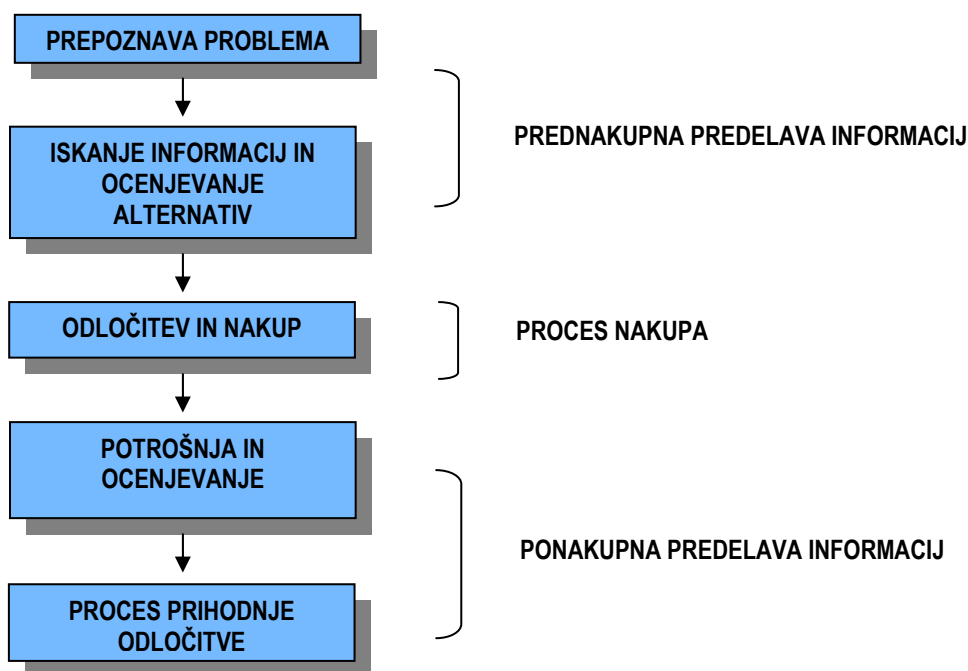 PREPOZNAVA PROBLEMA
PREDNAKUPNA PREDELAVA INFORMACIJ
ISKANJE INFORMACIJ IN
OCENJEVANJE
ALTERNATIV
ODLOČITEV IN NAKUP
PROCES NAKUPA
POTROŠNJA IN
OCENJEVANJE
PONAKUPNA PREDELAVA INFORMACIJ
PROCES PRIHODNJE
ODLOČITVE